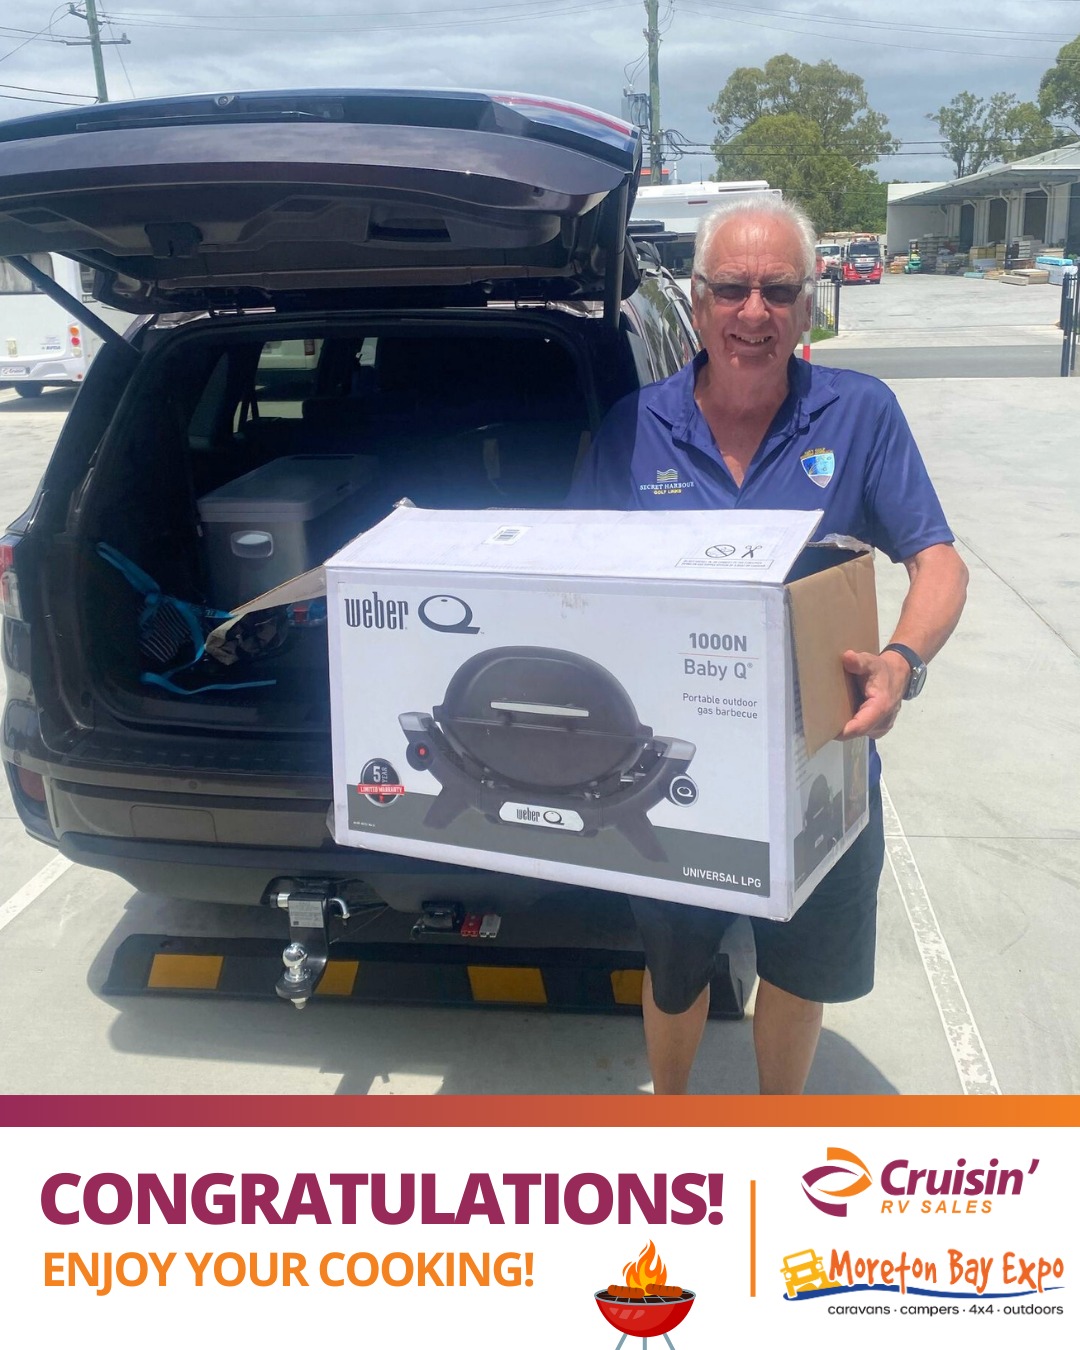 SECRET HARBOUR
GOLF LINKS
weber Q
1000N
Baby Q®
Portable outdoor
gas barbecue
5 YEAR
LIMITED WARRANTY
weber Q
UNIVERSAL LPG
CONGRATULATIONS!
ENJOY YOUR COOKING!
Cruisin'
RV SALES
Moreton Bay Expo
caravans · campers · 4x4 · outdoors